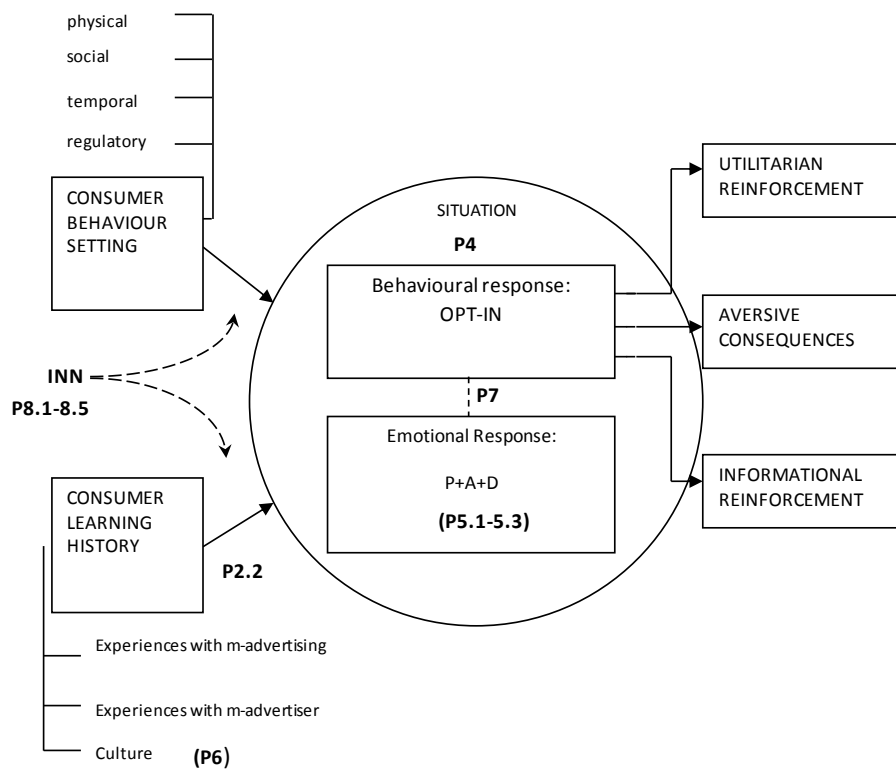 physical
social
temporal
regulatory
CONSUMER
BEHAVIOUR
SETTING
INN
P8.1-8.5
CONSUMER
LEARNING
HISTORY
P2.2
Experiences with m-advertising
Experiences with m-advertiser
Culture (P6)
SITUATION
P4
Behavioural response:
OPT-IN
P7
Emotional Response:
P+A+D
(P5.1-5.3)
UTILITARIAN
REINFORCEMENT
AVERSIVE
CONSEQUENCES
INFORMATIONAL
REINFORCEMENT